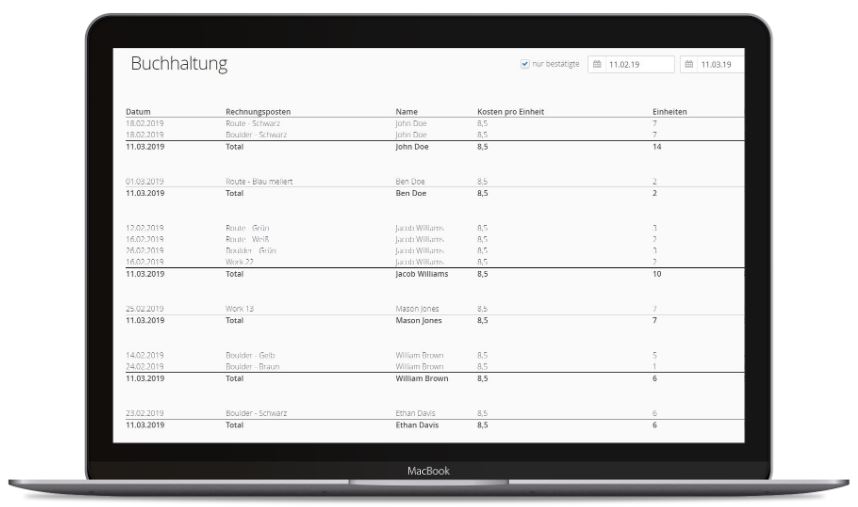 Buchhaltung nur bestätigte 11.02.19 11.03.19
Datum Rechnungsposten Name Kosten pro Einheit Einheiten
18.02.2019 Route - Schwarz John Doe 8,5 7
18.02.2019 Boulder - Schwarz John Doe 8,5 7
11.03.2019 Total John Doe 8,5 14
01.03.2019 Route - Blau meliert Ben Doe 8,5 2
11.03.2019 Total Ben Doe 8,5 2
12.02.2019 Route - Grün Jacob Williams 8,5 3
16.02.2019 Route - Weiß Jacob Williams 8,5 2
26.02.2019 Boulder - Grün Jacob Williams 8,5 3
16.02.2019 Work 22 Jacob Williams 8,5 2
11.03.2019 Total Jacob Williams 8,5 10
25.02.2019 Work 13 Mason Jones 8,5 7
11.03.2019 Total Mason Jones 8,5 7
14.02.2019 Boulder - Gelb William Brown 8,5 5
24.02.2019 Boulder - Braun William Brown 8,5 1
11.03.2019 Total William Brown 8,5 6
23.02.2019 Boulder - Schwarz Ethan Davis 8,5 6
11.03.2019 Total Ethan Davis 8,5 6
MacBook